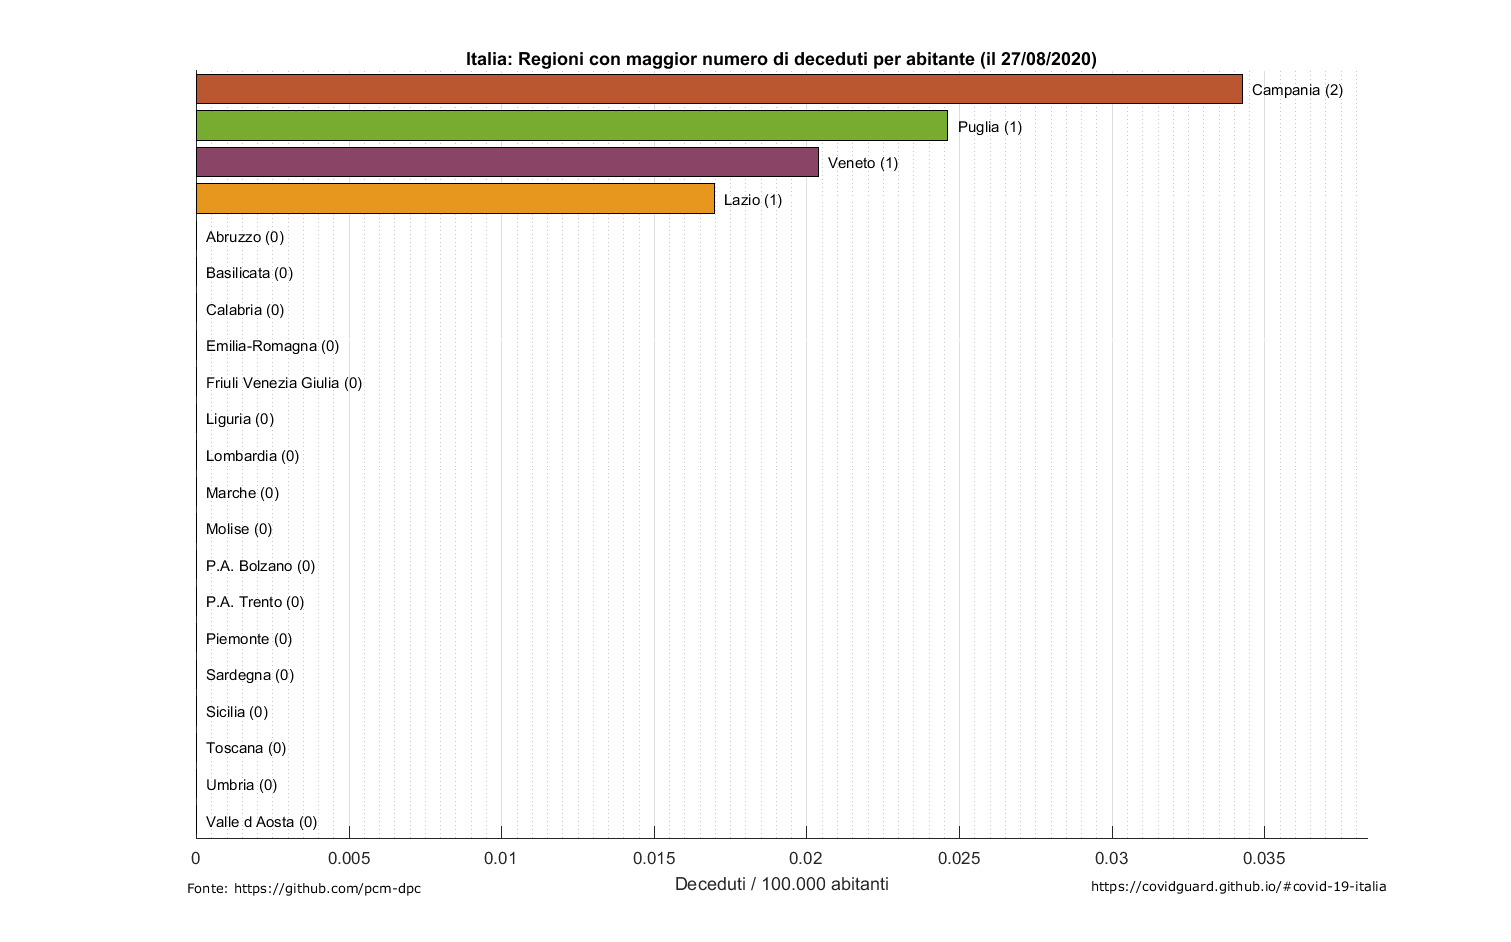 Italia: Regioni con maggior numero di deceduti per abitante (il 27/08/2020)
Campania (2)
Puglia (1)
Veneto (1)
Lazio (1)
Abruzzo (0)
Basilicata (0)
Calabria (0)
Emilia-Romagna (0)
Friuli Venezia Giulia (0)
Liguria (0)
Lombardia (0)
Marche (0)
Molise (0)
P.A. Bolzano (0)
P.A. Trento (0)
Piemonte (0)
Sardegna (0)
Sicilia (0)
Toscana (0)
Umbria (0)
Valle d Aosta (0)
0 0.005 0.01 0.015 0.02 0.025 0.03 0.035
Deceduti / 100.000 abitanti
Fonte: https://github.com/pcm-dpc
https://covidguard.github.io/#covid-19-italia